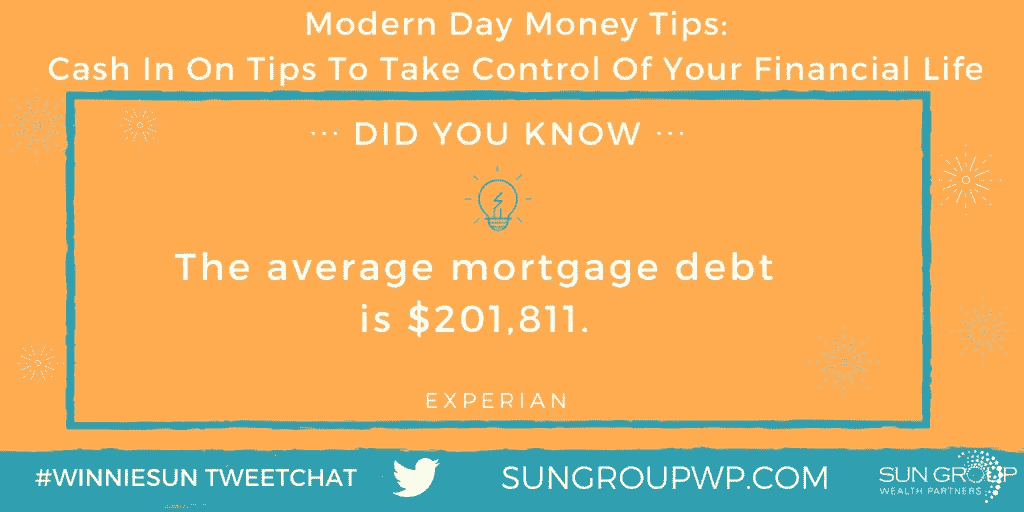 Modern Day Money Tips:
Cash In On Tips To Take Control Of Your Financial Life
... DID YOU KNOW ...
The average mortgage debt
is $201,811.
EXPERIAN
#WINNIESUN TWEETCHAT
SUNGROUPWP.COM
SUN GROUP
WEALTH PARTNERS